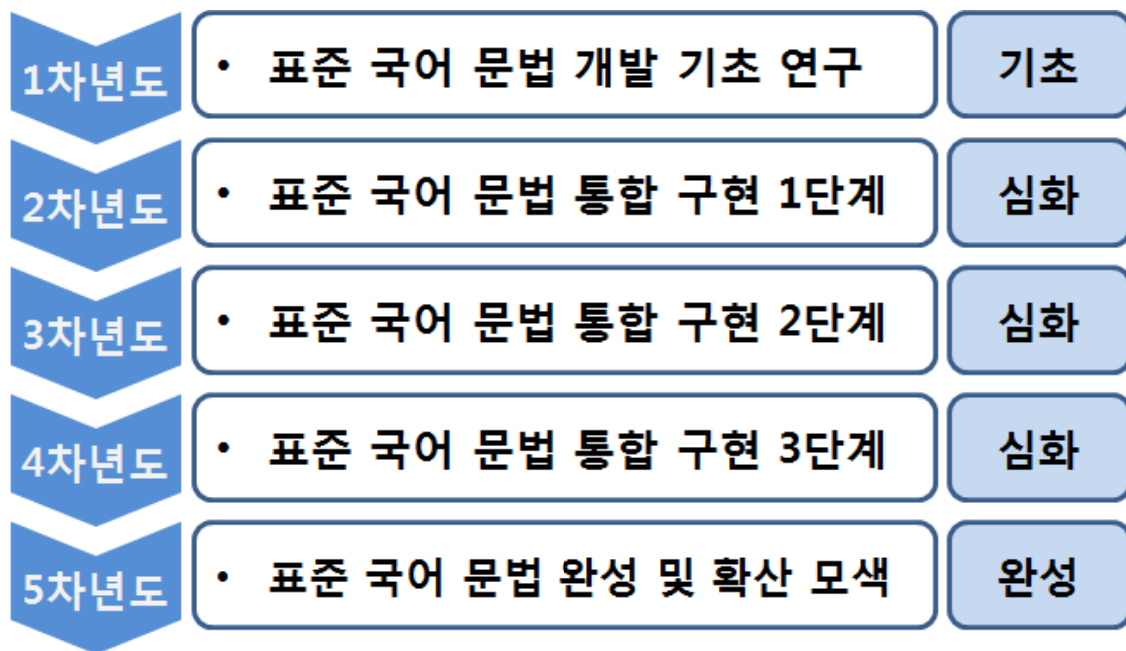 1차년도 • 표준 국어 문법 개발 기초 연구 기초
2차년도 • 표준 국어 문법 통합 구현 1단계 심화
3차년도 • 표준 국어 문법 통합 구현 2단계 심화
4차년도 • 표준 국어 문법 통합 구현 3단계 심화
5차년도 • 표준 국어 문법 완성 및 확산 모색 완성